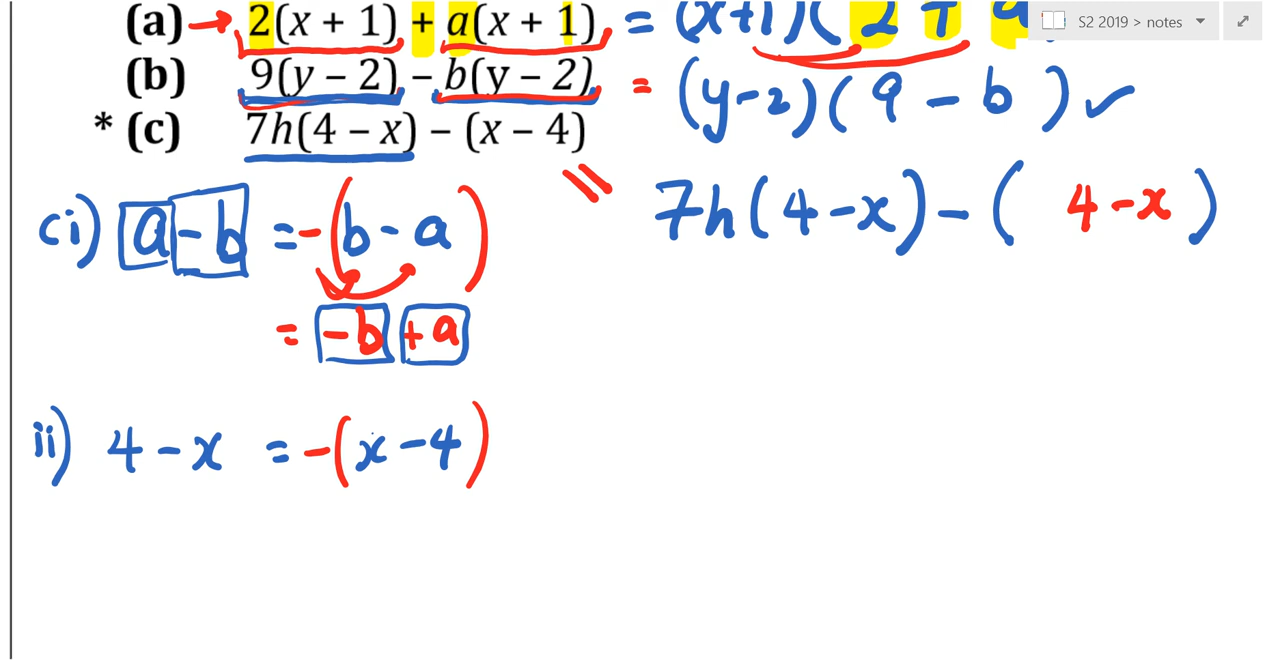 (a) → 2(x + 1) + a(x + 1) = (x+1)(2 + a
S2 2019 > notes
(b) 9(y − 2) − b(y − 2) = (y-2)(9 - b) ✓
* (c) 7h(4 − x) − (x − 4)
= 7h(4-x) - ( 4-x )
ci) a - b = -(b - a)
= -b + a
ii) 4 - x = -(x - 4)